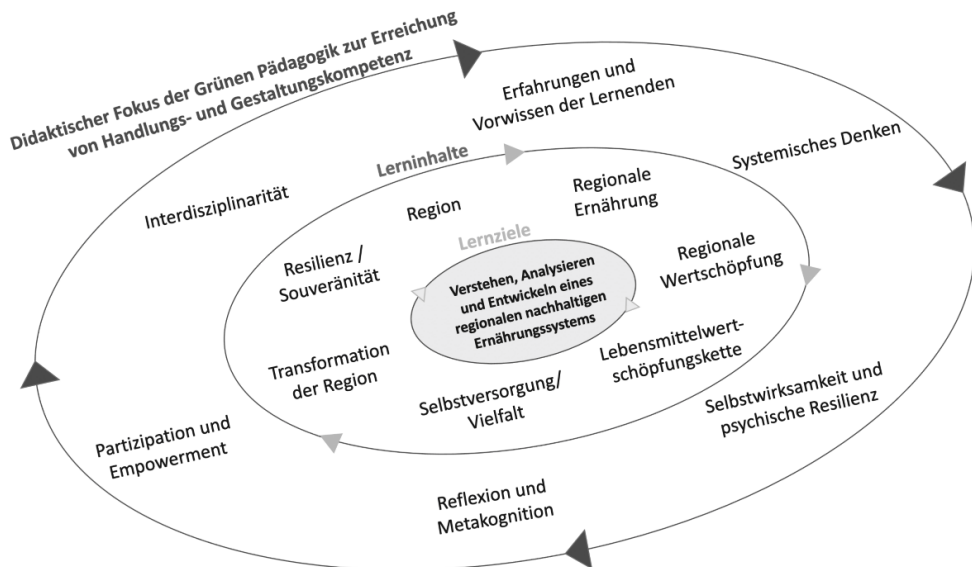 Didaktischer Fokus der Grünen Pädagogik zur Erreichung
von Handlungs- und Gestaltungskompetenz
Erfahrungen und
Vorwissen der Lernenden
Systemisches Denken
Selbstwirksamkeit und
psychische Resilienz
Reflexion und
Metakognition
Partizipation und
Empowerment
Interdisziplinarität
Lerninhalte
Region
Regionale
Ernährung
Regionale
Wertschöpfung
Lebensmittelwert-
schöpfungskette
Selbstversorgung/
Vielfalt
Transformation
der Region
Resilienz /
Souveränität
Lernziele
Verstehen, Analysieren
und Entwickeln eines
regionalen nachhaltigen
Ernährungssystems